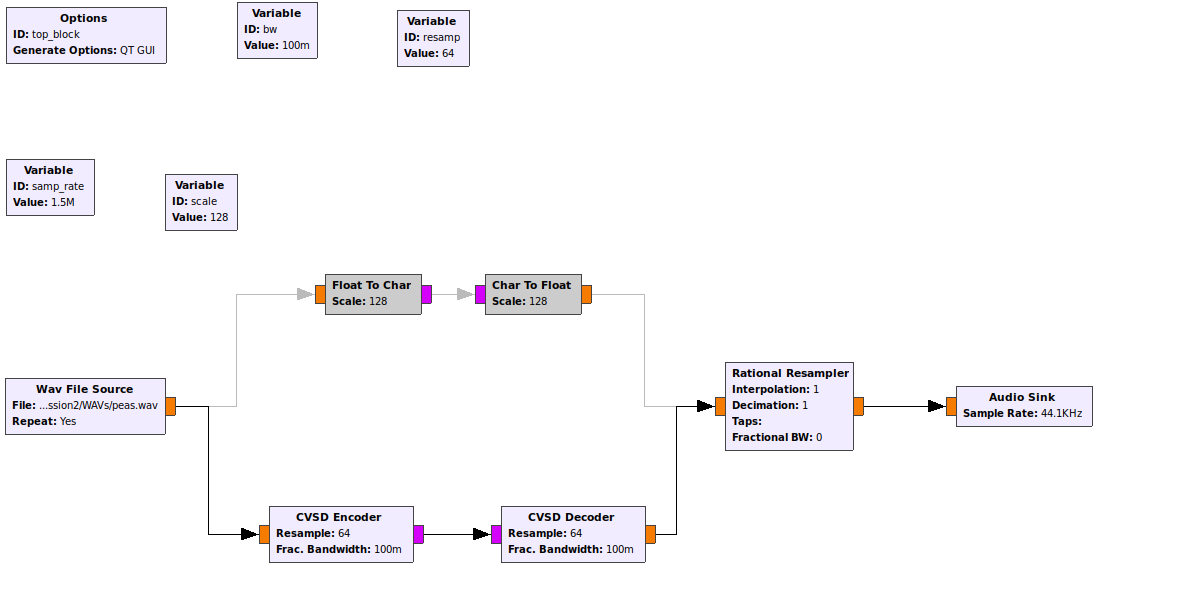 Options
ID: top_block
Generate Options: QT GUI
Variable
ID: bw
Value: 100m
Variable
ID: resamp
Value: 64
Variable
ID: samp_rate
Value: 1.5M
Variable
ID: scale
Value: 128
Float To Char
Scale: 128
Char To Float
Scale: 128
Wav File Source
File: ...ssion2/WAVs/peas.wav
Repeat: Yes
Rational Resampler
Interpolation: 1
Decimation: 1
Taps:
Fractional BW: 0
Audio Sink
Sample Rate: 44.1KHz
CVSD Encoder
Resample: 64
Frac. Bandwidth: 100m
CVSD Decoder
Resample: 64
Frac. Bandwidth: 100m